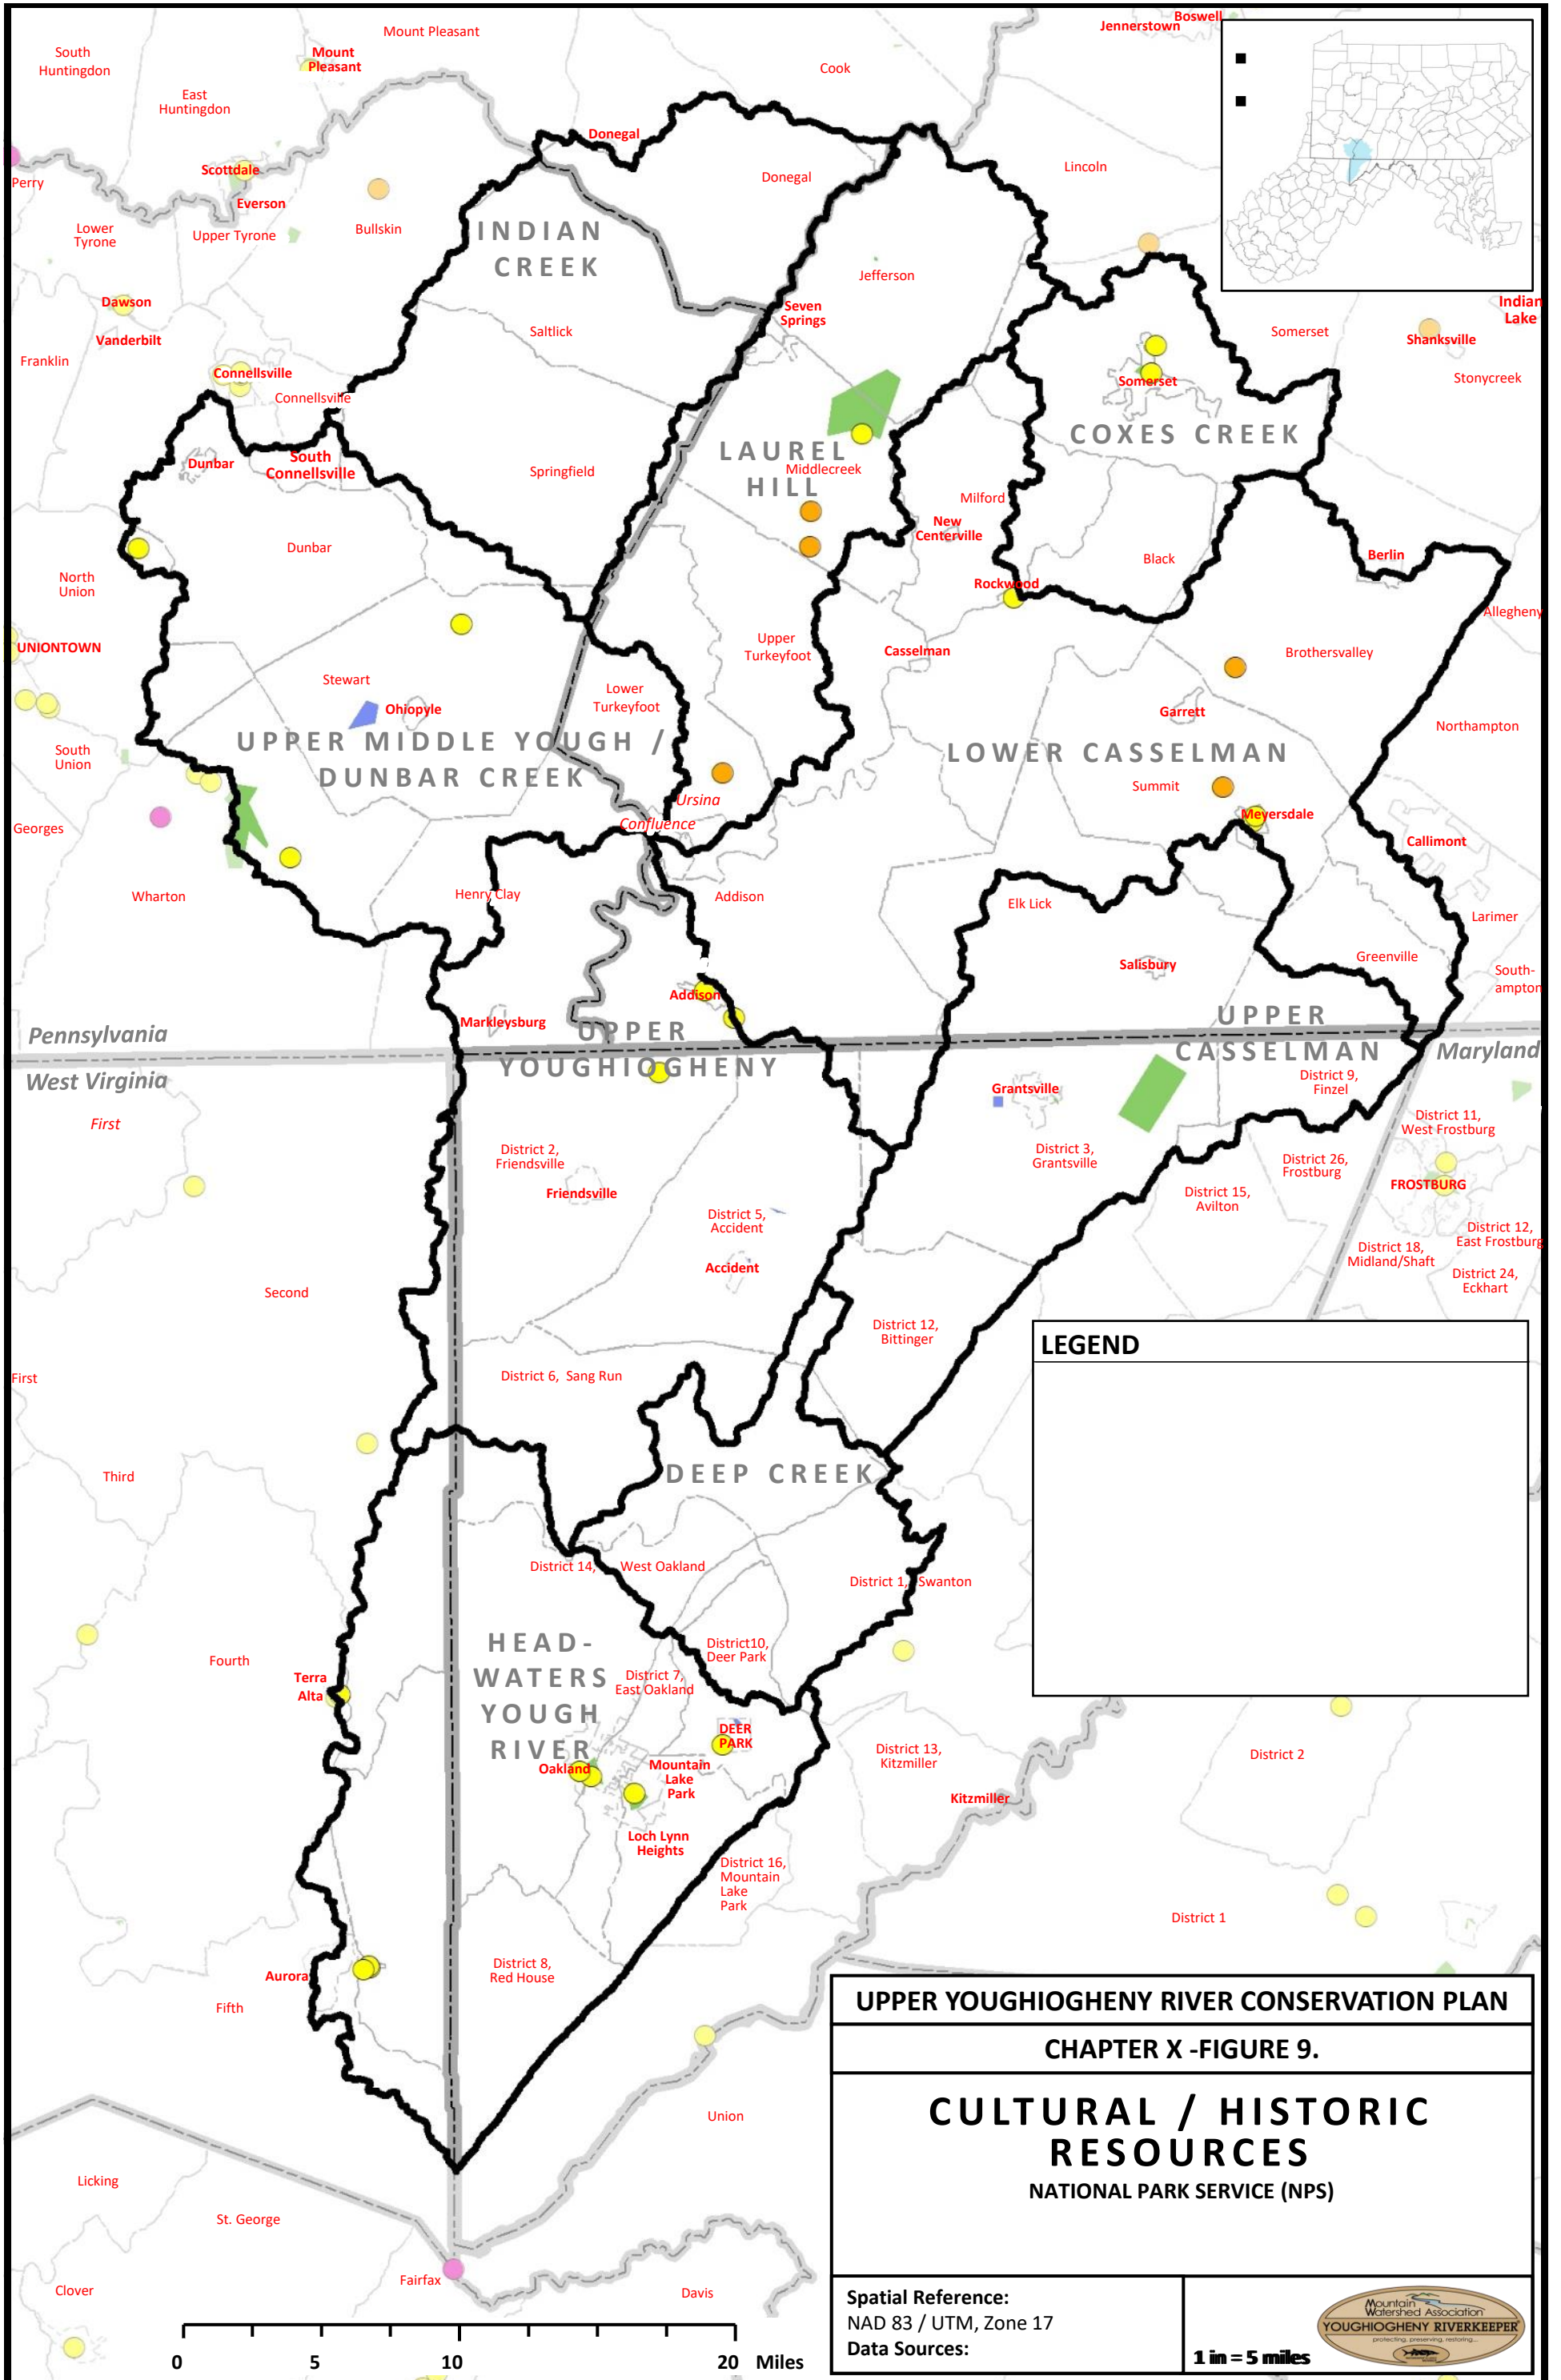 Boswell
Jennerstown
Mount Pleasant
South
Huntingdon
Mount
Pleasant
Cook
East
Huntingdon
Donegal
Lincoln
Scottdale
Donegal
Perry
Everson
Lower
Tyrone
Upper Tyrone
Bullskin
INDIAN
CREEK
Jefferson
Dawson
Seven
Springs
Indian
Lake
Vanderbilt
Saltlick
Somerset
Shanksville
Franklin
Connellsville
Connellsville
Somerset
Stonycreek
COXES CREEK
Dunbar
South
Connellsville
LAUREL
HILL
Middlecreek
Springfield
Milford
New
Centerville
Dunbar
Black
Berlin
North
Union
Rockwood
Allegheny
UNIONTOWN
Upper
Turkeyfoot
Casselman
Brothersvalley
Stewart
Lower
Turkeyfoot
Ohiopyle
Garrett
Northampton
South
Union
UPPER MIDDLE YOUGH /
DUNBAR CREEK
LOWER CASSELMAN
Summit
Ursina
Confluence
Meyersdale
Georges
Callimont
Wharton
Henry Clay
Addison
Elk Lick
Larimer
Salisbury
Greenville
South-
ampton
Addison
Markleysburg
Pennsylvania
UPPER
YOUGHIOGHENY
UPPER
CASSELMAN
Maryland
West Virginia
Grantsville
District 9,
Finzel
First
District 11,
West Frostburg
District 2,
Friendsville
District 3,
Grantsville
District 26,
Frostburg
FROSTBURG
Friendsville
District 15,
Avilton
District 5,
Accident
District 12,
East Frostburg
District 18,
Midland/Shaft
Accident
District 24,
Eckhart
Second
District 12,
Bittinger
LEGEND
First
District 6, Sang Run
Third
DEEP CREEK
District 14, West Oakland
District 1, Swanton
HEAD-
WATERS
YOUGH
RIVER
District10,
Deer Park
Fourth
Terra
Alta
District 7,
East Oakland
DEER
PARK
District 13,
Kitzmiller
District 2
Oakland
Mountain
Lake
Park
Kitzmiller
Loch Lynn
Heights
District 16,
Mountain
Lake
Park
District 1
Aurora
District 8,
Red House
Fifth
UPPER YOUGHIOGHENY RIVER CONSERVATION PLAN
CHAPTER X -FIGURE 9.
CULTURAL / HISTORIC
RESOURCES
NATIONAL PARK SERVICE (NPS)
Union
Licking
St. George
Fairfax
Davis
Clover
Spatial Reference:
NAD 83 / UTM, Zone 17
Data Sources:
1 in = 5 miles
Mountain
Watershed Association
YOUGHIOGHENY RIVERKEEPER
protecting, preserving, restoring...
0 5 10 20 Miles